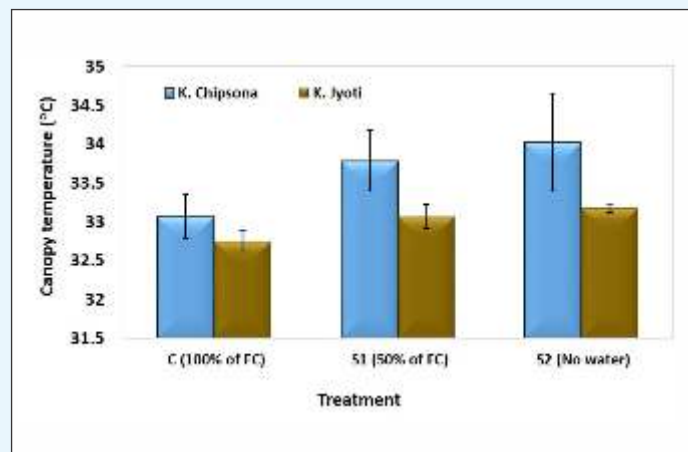 35
34.5
34
33.5
33
32.5
32
31.5
Canopy temperature (°C)
K. Chipsona K. Jyoti
C (100% of FC) S1 (50% of FC) S2 (No water)
Treatment